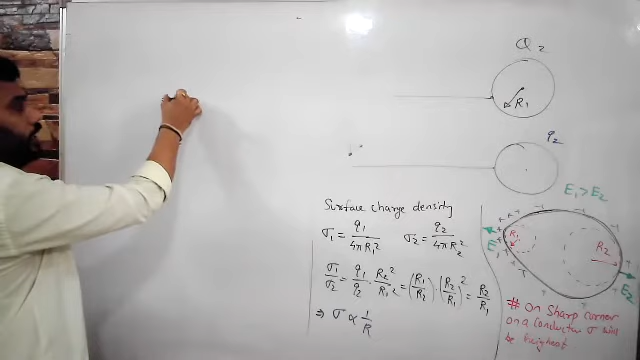 Q2
R1
q2
Surface charge density
σ1 = q1/4πR1² σ2 = q2/4πR2²
σ1/σ2 = q1/q2 · R2²/R1² = (R1/R2) · (R2/R1)² = R2/R1
⇒ σ ∝ 1/R
E1 > E2
R1
R2
E2
# On Sharp corner
on a conductor σ will
be highest